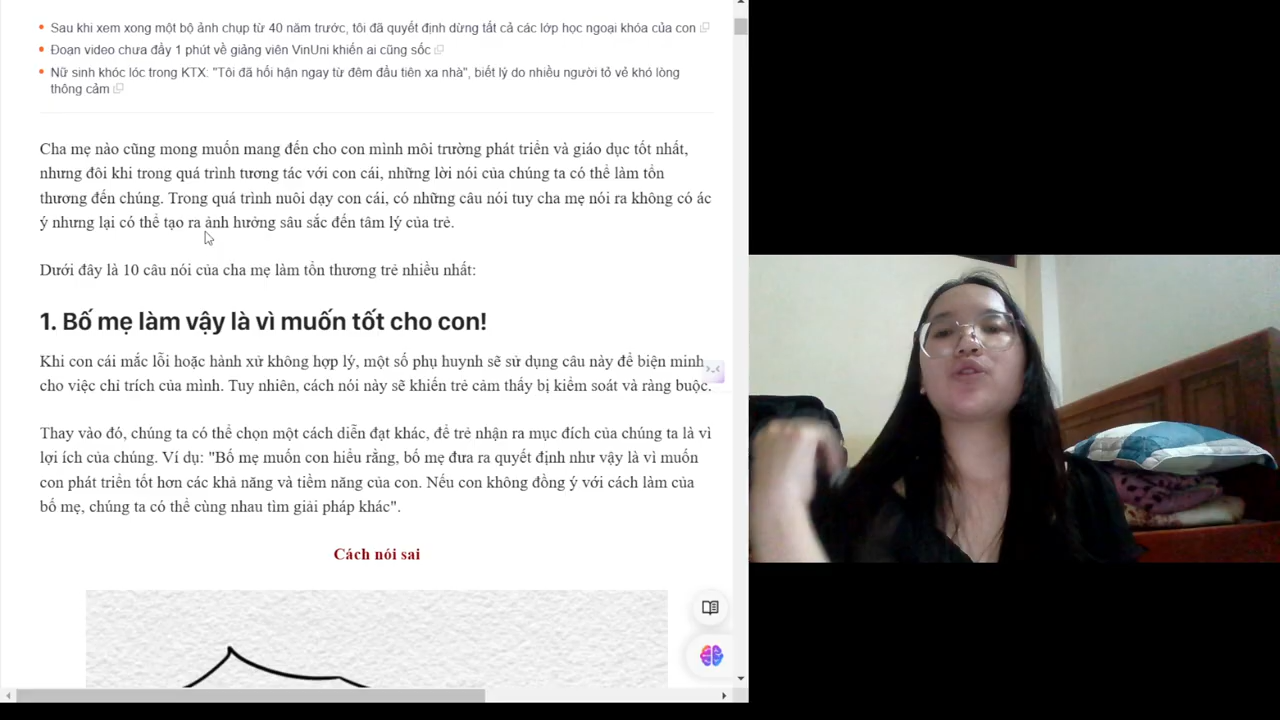 Sau khi xem xong một bộ ảnh chụp từ 40 năm trước, tôi đã quyết định dừng tất cả các lớp học ngoại khóa của con
Đoạn video chưa đầy 1 phút về giảng viên VinUni khiến ai cũng sốc
Nữ sinh khóc lóc trong KTX: "Tôi đã hối hận ngay từ đêm đầu tiên xa nhà", biết lý do nhiều người tỏ vẻ khó lòng
thông cảm
Cha mẹ nào cũng mong muốn mang đến cho con mình môi trường phát triển và giáo dục tốt nhất,
nhưng đôi khi trong quá trình tương tác với con cái, những lời nói của chúng ta có thể làm tổn
thương đến chúng. Trong quá trình nuôi dạy con cái, có những câu nói tuy cha mẹ nói ra không có ác
ý nhưng lại có thể tạo ra ảnh hưởng sâu sắc đến tâm lý của trẻ.
Dưới đây là 10 câu nói của cha mẹ làm tổn thương trẻ nhiều nhất:
1. Bố mẹ làm vậy là vì muốn tốt cho con!
Khi con cái mắc lỗi hoặc hành xử không hợp lý, một số phụ huynh sẽ sử dụng câu này để biện minh
cho việc chỉ trích của mình. Tuy nhiên, cách nói này sẽ khiến trẻ cảm thấy bị kiểm soát và ràng buộc.
Thay vào đó, chúng ta có thể chọn một cách diễn đạt khác, để trẻ nhận ra mục đích của chúng ta là vì
lợi ích của chúng. Ví dụ: "Bố mẹ muốn con hiểu rằng, bố mẹ đưa ra quyết định như vậy là vì muốn
con phát triển tốt hơn các khả năng và tiềm năng của con. Nếu con không đồng ý với cách làm của
bố mẹ, chúng ta có thể cùng nhau tìm giải pháp khác".
Cách nói sai